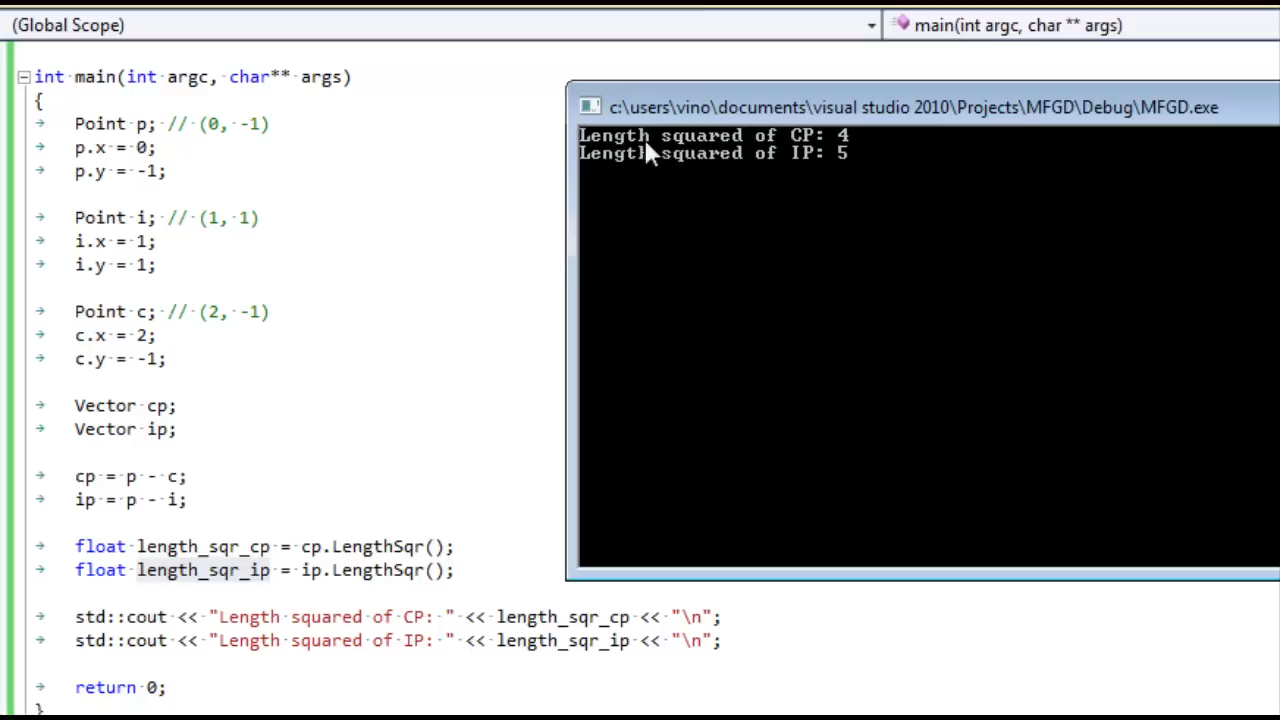 (Global Scope)
main(int argc, char ** args)
int main(int argc, char** args)
{
Point p; // (0, -1)
p.x = 0;
p.y = -1;
Point i; // (1, 1)
i.x = 1;
i.y = 1;
Point c; // (2, -1)
c.x = 2;
c.y = -1;
Vector cp;
Vector ip;
cp = p - c;
ip = p - i;
float length_sqr_cp = cp.LengthSqr();
float length_sqr_ip = ip.LengthSqr();
std::cout << "Length squared of CP: " << length_sqr_cp << "\n";
std::cout << "Length squared of IP: " << length_sqr_ip << "\n";
return 0;
}
c:\users\vino\documents\visual studio 2010\Projects\MFGD\Debug\MFGD.exe
Length squared of CP: 4
Length squared of IP: 5